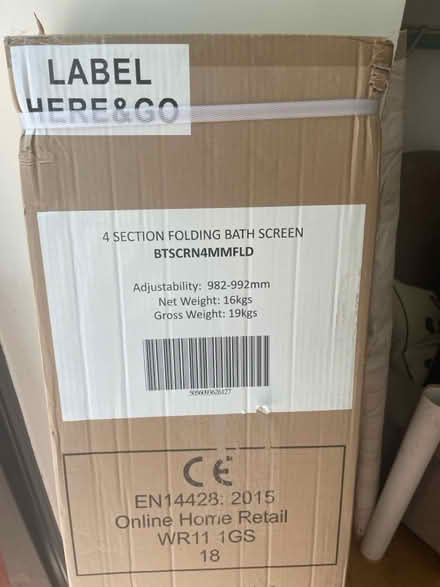 LABEL
HERE&GO
4 SECTION FOLDING BATH SCREEN
BTSCRN4MMFLD
Adjustability: 982-992mm
Net Weight: 16kgs
Gross Weight: 19kgs
5056093626127
CE
EN14428: 2015
Online Home Retail
WR11 1GS
18